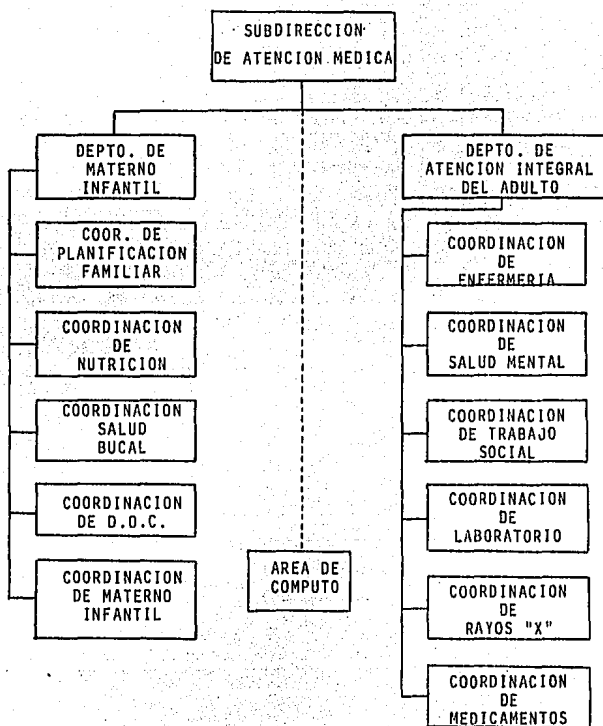 SUBDIRECCION
DE ATENCION MEDICA
DEPTO. DE
MATERNO
INFANTIL
COOR. DE
PLANIFICACION
FAMILIAR
COORDINACION
DE
NUTRICION
COORDINACION
SALUD
BUCAL
COORDINACION
DE D.O.C.
COORDINACION
DE MATERNO
INFANTIL
AREA DE
COMPUTO
DEPTO. DE
ATENCION INTEGRAL
DEL ADULTO
COORDINACION
DE
ENFERMERIA
COORDINACION
DE
SALUD MENTAL
COORDINACION
DE TRABAJO
SOCIAL
COORDINACION
DE
LABORATORIO
COORDINACION
DE
RAYOS "X"
COORDINACION
DE
MEDICAMENTOS